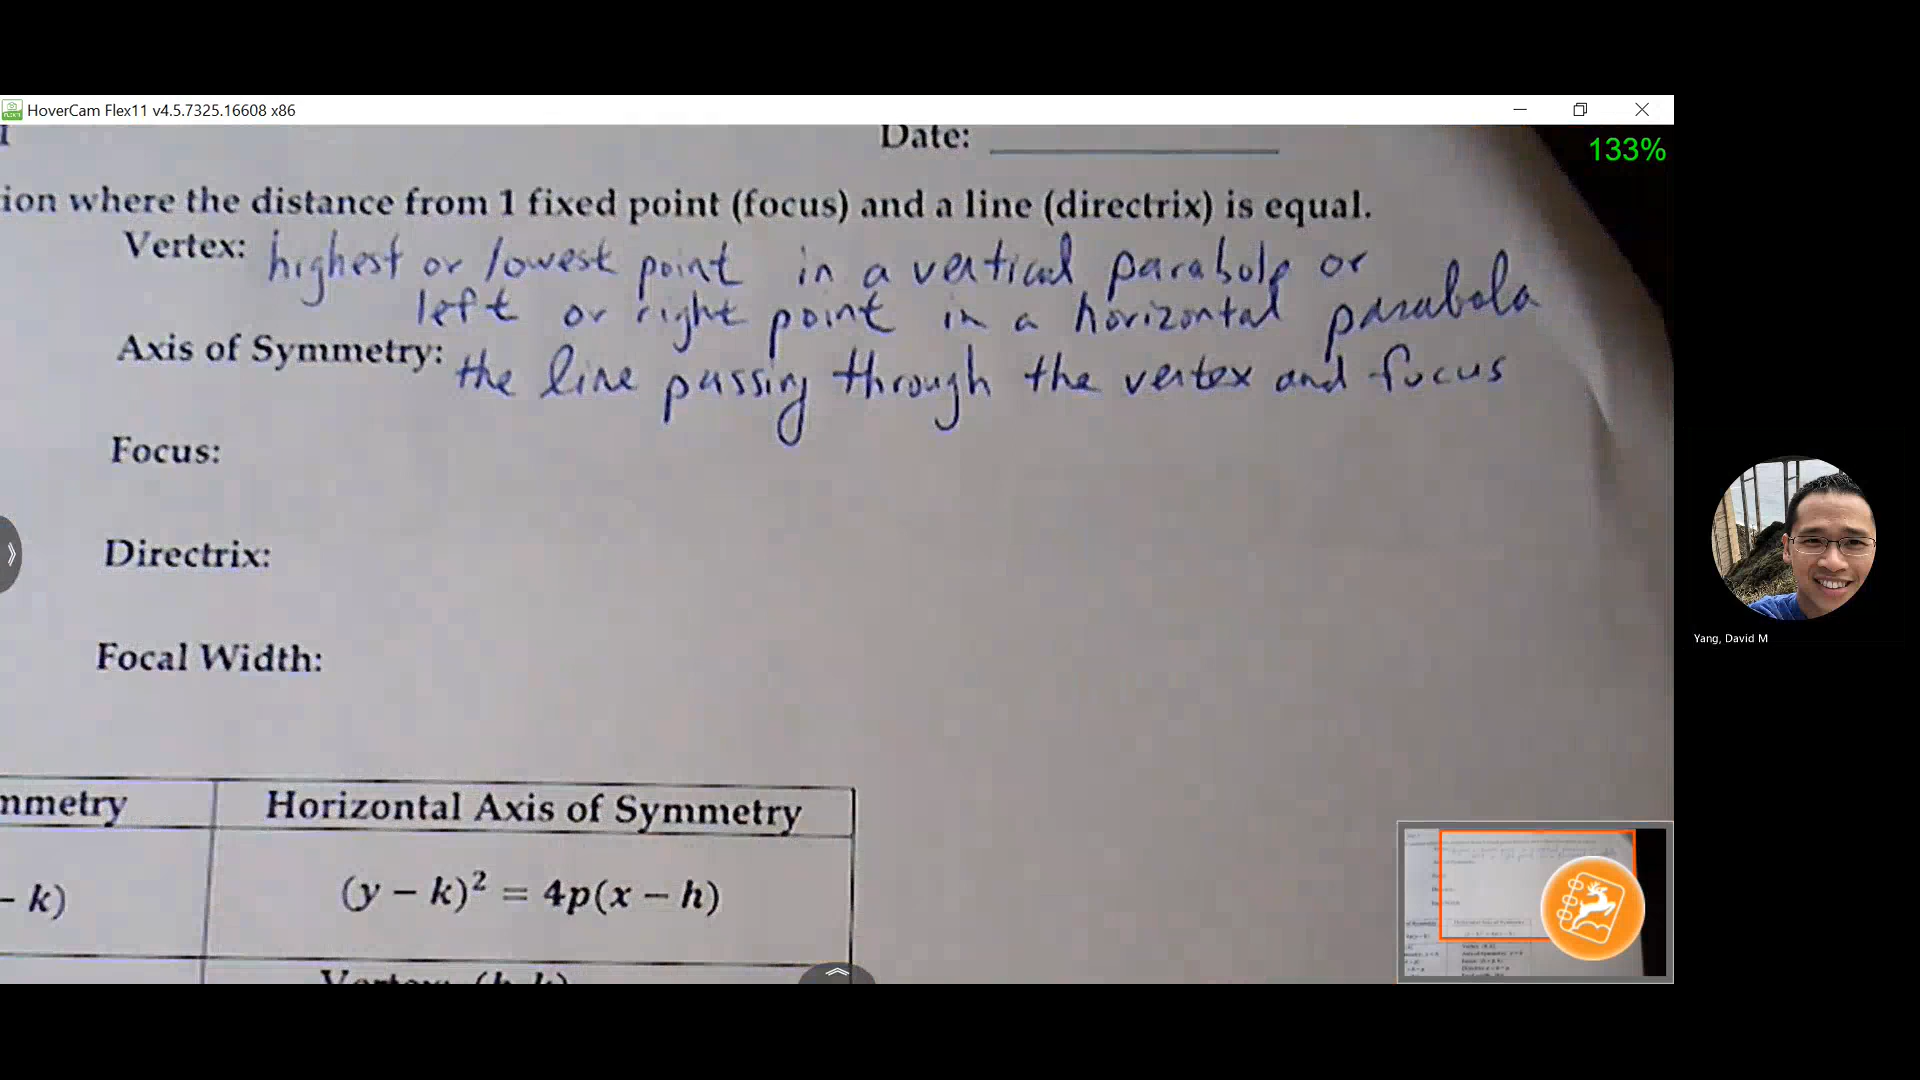 HoverCam Flex11 v4.5.7325.16608 x86
133%
Date:
ion where the distance from 1 fixed point (focus) and a line (directrix) is equal.
Vertex: highest or lowest point in a vertical parabola or
left or right point in a horizontal parabola
Axis of Symmetry: the line passing through the vertex and focus
Focus:
Directrix:
Focal Width:
mmetry
Horizontal Axis of Symmetry
- k)
(y – k)² = 4p(x – h)
Vertex: (h, k)
Yang, David M